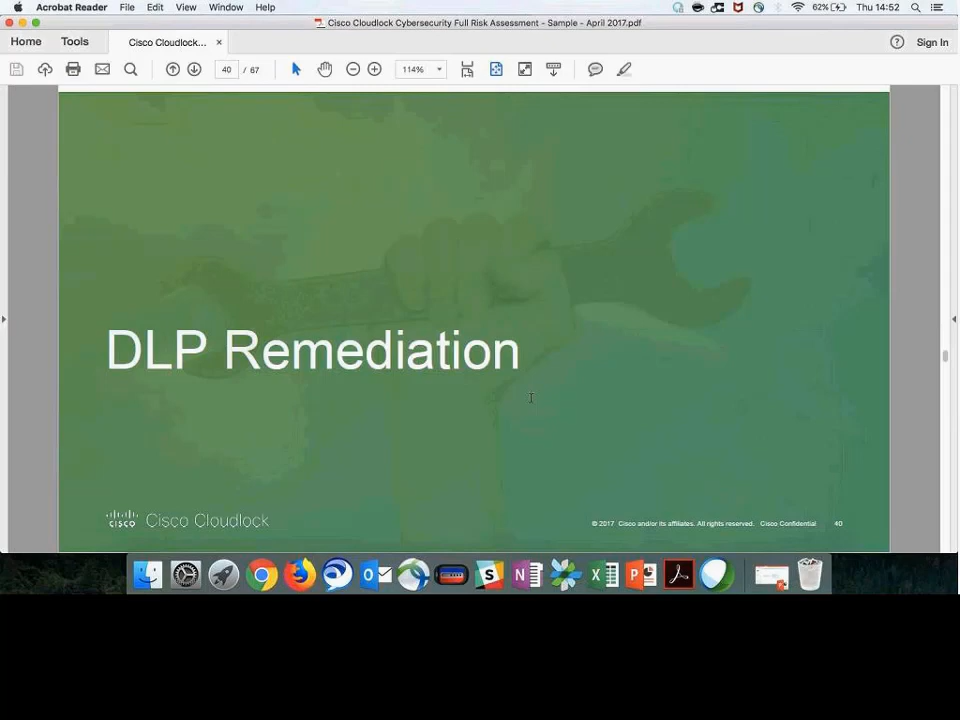 Acrobat Reader File Edit View Window Help 62% Thu 14:52
Cisco Cloudlock Cybersecurity Full Risk Assessment - Sample - April 2017.pdf
Home Tools Cisco Cloudlock... × ? Sign In
40 / 67 114%
DLP Remediation
CISCO Cisco Cloudlock © 2017 Cisco and/or its affiliates. All rights reserved. Cisco Confidential 40